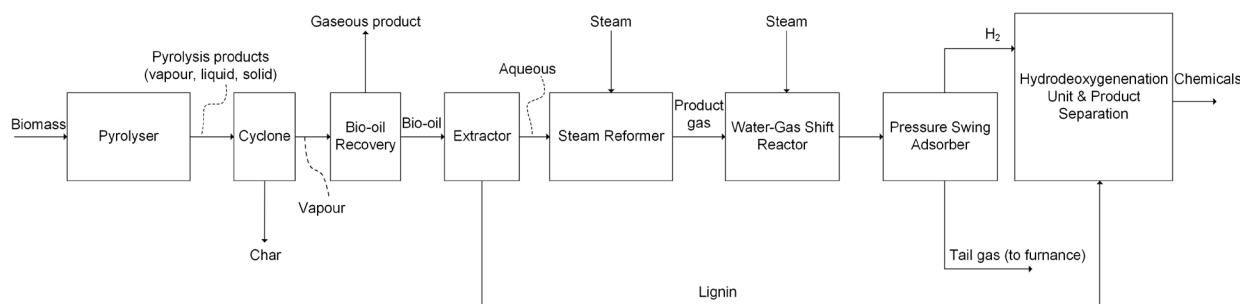 Gaseous product
Steam
Steam
H₂
Pyrolysis products
(vapour, liquid, solid)
Aqueous
Biomass
Pyrolyser
Cyclone
Bio-oil
Recovery
Bio-oil
Extractor
Steam Reformer
Product
gas
Water-Gas Shift
Reactor
Pressure Swing
Adsorber
Hydrodeoxygenenation
Unit & Product
Separation
Chemicals
Vapour
Char
Tail gas (to furnance)
Lignin